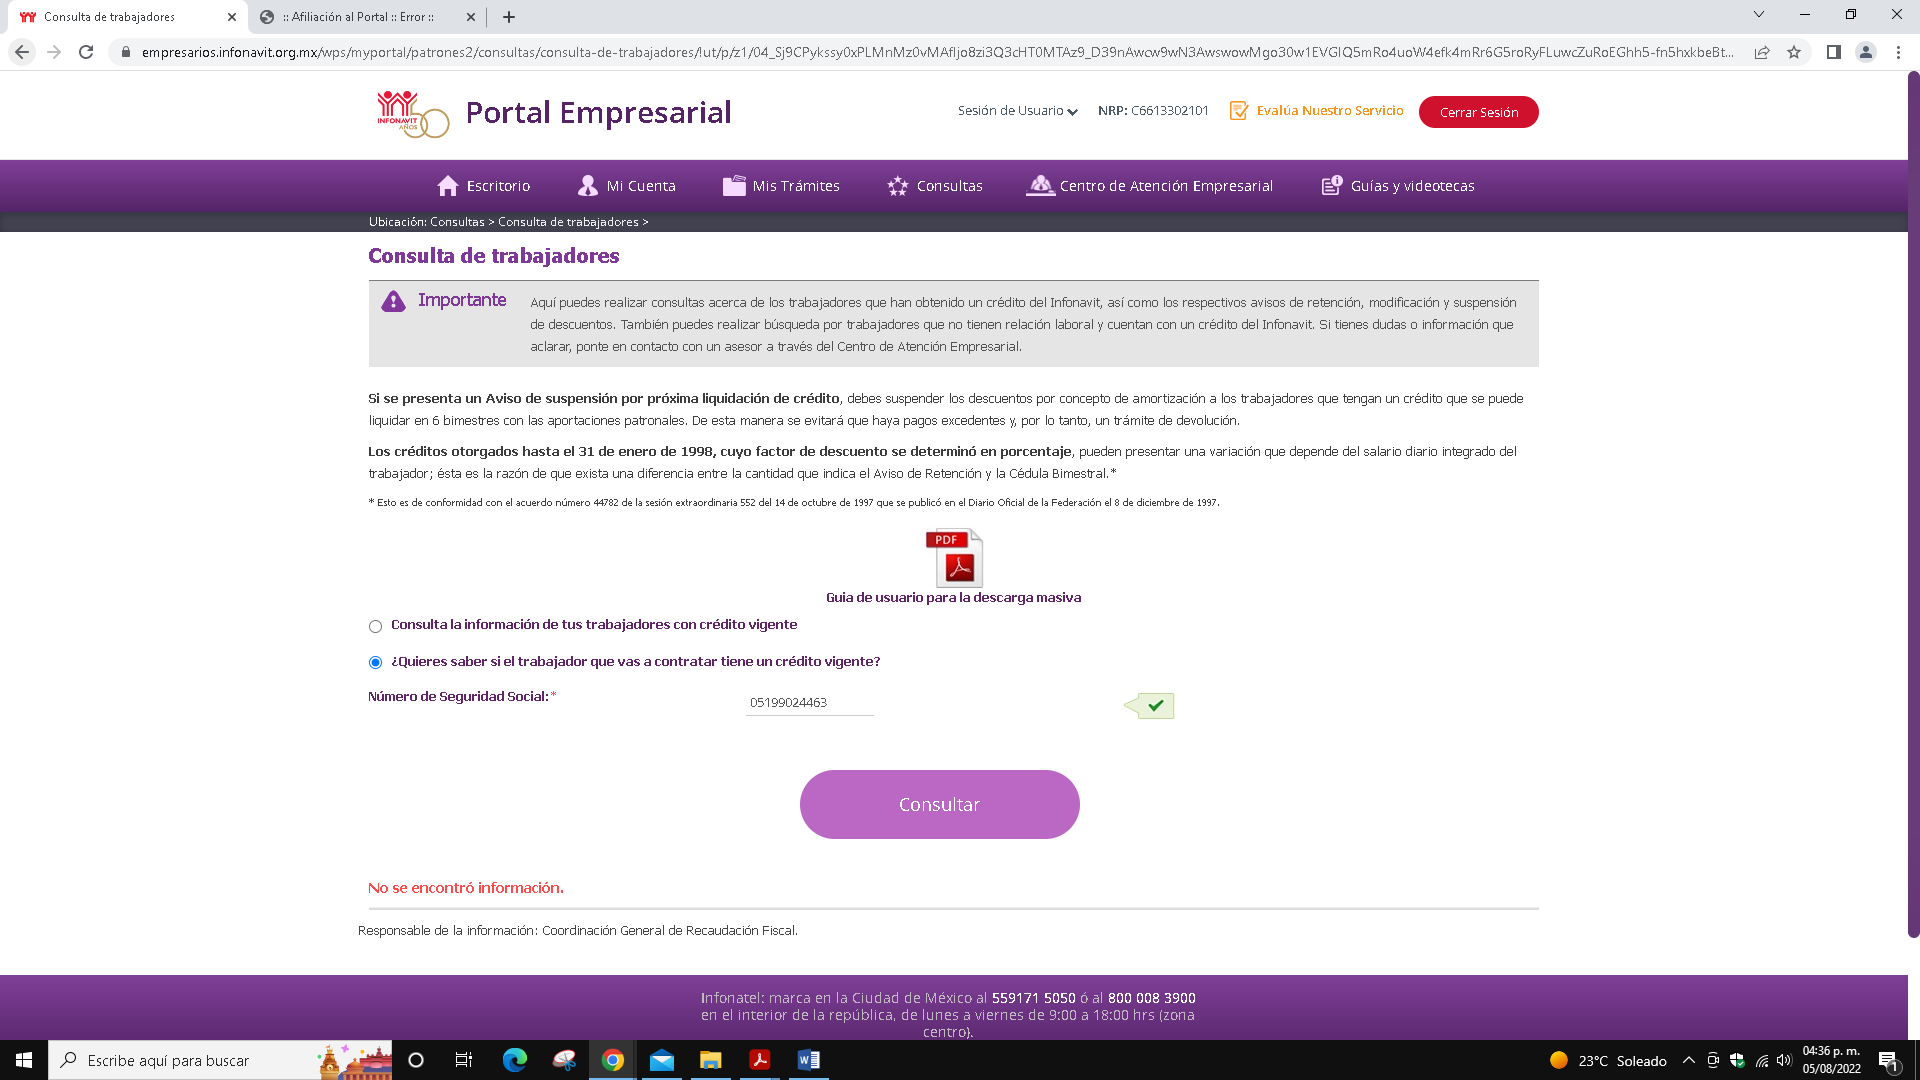 Consulta de trabajadores
:: Afiliación al Portal :: Error ::
empresarios.infonavit.org.mx/wps/myportal/patrones2/consultas/consulta-de-trabajadores/!ut/p/z1/
INFONAVIT
50 AÑOS
Portal Empresarial
Sesión de Usuario
NRP: C6613302101
Evalúa Nuestro Servicio
Cerrar Sesión
Escritorio
Mi Cuenta
Mis Trámites
Consultas
Centro de Atención Empresarial
Guías y videotecas
Ubicación: Consultas > Consulta de trabajadores >
Consulta de trabajadores
Importante
Aquí puedes realizar consultas acerca de los trabajadores que han obtenido un crédito del Infonavit, así como los respectivos avisos de retención, modificación y suspensión
de descuentos. También puedes realizar búsqueda por trabajadores que no tienen relación laboral y cuentan con un crédito del Infonavit. Si tienes dudas o información que
aclarar, ponte en contacto con un asesor a través del Centro de Atención Empresarial.
Si se presenta un Aviso de suspensión por próxima liquidación de crédito, debes suspender los descuentos por concepto de amortización a los trabajadores que tengan un crédito que se puede
liquidar en 6 bimestres con las aportaciones patronales. De esta manera se evitará que haya pagos excedentes y, por lo tanto, un trámite de devolución.
Los créditos otorgados hasta el 31 de enero de 1998, cuyo factor de descuento se determinó en porcentaje, pueden presentar una variación que depende del salario diario integrado del
trabajador; ésta es la razón de que exista una diferencia entre la cantidad que indica el Aviso de Retención y la Cédula Bimestral.*
* Esto es de conformidad con el acuerdo número 44782 de la sesión extraordinaria 552 del 14 de octubre de 1997 que se publicó en el Diario Oficial de la Federación el 8 de diciembre de 1997.
PDF
Guia de usuario para la descarga masiva
Consulta la información de tus trabajadores con crédito vigente
¿Quieres saber si el trabajador que vas a contratar tiene un crédito vigente?
Número de Seguridad Social:*
05199024463
Consultar
No se encontró información.
Responsable de la información: Coordinación General de Recaudación Fiscal.
Infonatel: marca en la Ciudad de México al 559171 5050 ó al 800 008 3900
en el interior de la república, de lunes a viernes de 9:00 a 18:00 hrs (zona
centro).
Escribe aquí para buscar
23°C Soleado
04:36 p. m.
05/08/2022
1